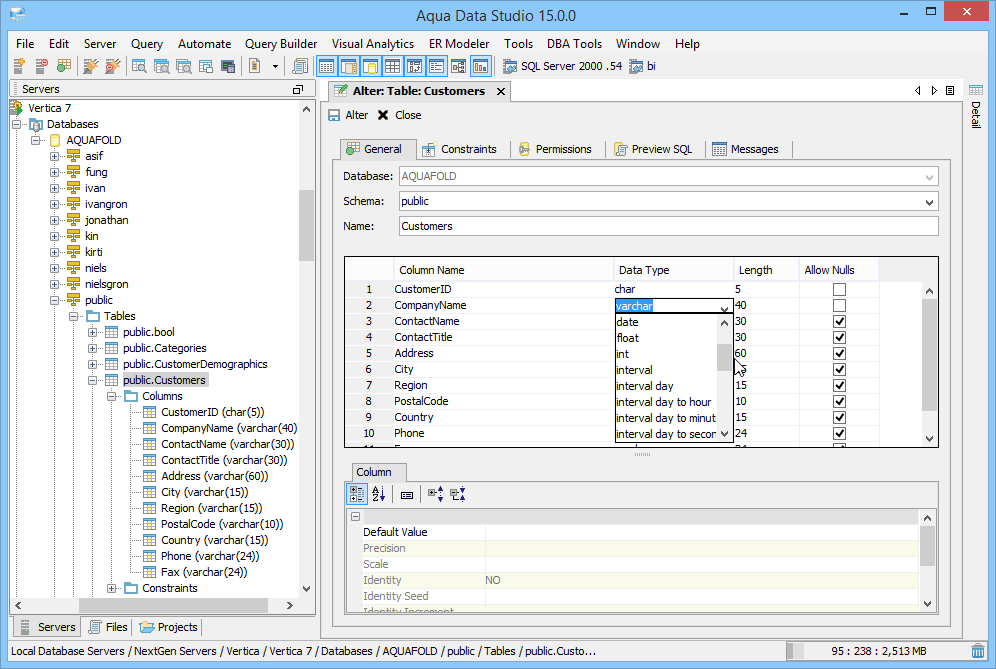 Aqua Data Studio 15.0.0
File Edit Server Query Automate Query Builder Visual Analytics ER Modeler Tools DBA Tools Window Help
SQL Server 2000 .54 bi
Servers
Vertica 7
Databases
AQUAFOLD
asif
fung
ivan
ivangron
jonathan
kin
kirti
niels
nielsgron
public
Tables
public.bool
public.Categories
public.CustomerDemographics
public.Customers
Columns
CustomerID (char(5))
CompanyName (varchar(40)
ContactName (varchar(30))
ContactTitle (varchar(30))
Address (varchar(60))
City (varchar(15))
Region (varchar(15))
PostalCode (varchar(10))
Country (varchar(15))
Phone (varchar(24))
Fax (varchar(24))
Constraints
Servers Files Projects
Alter: Table: Customers
Detail
Alter Close
General Constraints Permissions Preview SQL Messages
Database: AQUAFOLD
Schema: public
Name: Customers
Column Name Data Type Length Allow Nulls
1 CustomerID char 5
2 CompanyName varchar 40
3 ContactName date 30
4 ContactTitle float 30
5 Address int 60
6 City interval 5
7 Region interval day 15
8 PostalCode interval day to hour 10
9 Country interval day to minut 15
10 Phone interval day to secor 24
Column
Default Value
Precision
Scale
Identity NO
Identity Seed
Identity Increment
Local Database Servers / NextGen Servers / Vertica / Vertica 7 / Databases / AQUAFOLD / public / Tables / public.Custo...
95 : 238 : 2,513 MB